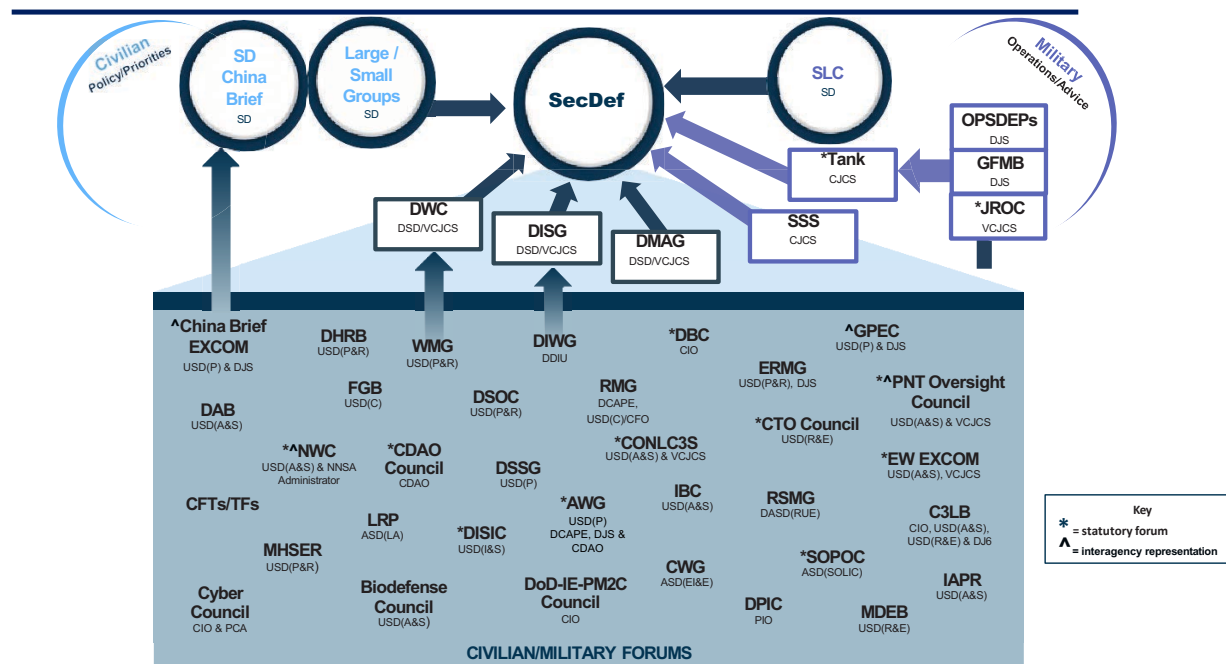 Civilian
Policy/Priorities
SD
China
Brief
SD
Large /
Small
Groups
SD
SecDef
SLC
SD
Military
Operations/Advice
OPSDEPs
DJS
GFMB
DJS
*JROC
VCJCS
*Tank
CJCS
SSS
CJCS
DWC
DSD/VCJCS
DISG
DSD/VCJCS
DMAG
DSD/VCJCS
^China Brief
EXCOM
USD(P) & DJS
DHRB
USD(P&R)
WMG
USD(P&R)
DIWG
DDIU
*DBC
CIO
^GPEC
USD(P) & DJS
ERMG
USD(P&R), DJS
*^PNT Oversight
Council
USD(A&S) & VCJCS
FGB
USD(C)
DSOC
USD(P&R)
RMG
DCAPE,
USD(C)/CFO
DAB
USD(A&S)
*CTO Council
USD(R&E)
*^NWC
USD(A&S) & NNSA
Administrator
*CDAO
Council
CDAO
DSSG
USD(P)
*CONLC3S
USD(A&S) & VCJCS
*EW EXCOM
USD(A&S), VCJCS
CFTs/TFs
LRP
ASD(LA)
*DISIC
USD(I&S)
*AWG
USD(P)
DCAPE, DJS &
CDAO
IBC
USD(A&S)
RSMG
DASD(RUE)
C3LB
CIO, USD(A&S),
USD(R&E) & DJ6
MHSER
USD(P&R)
CWG
ASD(EI&E)
*SOPOC
ASD(SOLIC)
IAPR
USD(A&S)
Cyber
Council
CIO & PCA
Biodefense
Council
USD(A&S)
DoD-IE-PM2C
Council
CIO
DPIC
PIO
MDEB
USD(R&E)
CIVILIAN/MILITARY FORUMS
Key
* = statutory forum
^ = interagency representation